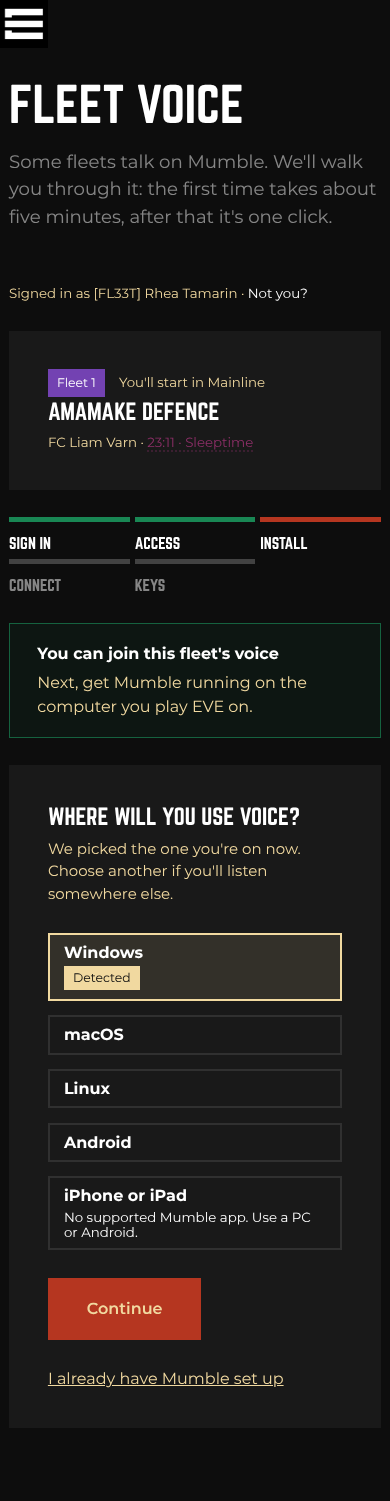 FLEET VOICE
Some fleets talk on Mumble. We'll walk
you through it: the first time takes about
five minutes, after that it's one click.
Signed in as [FL33T] Rhea Tamarin · Not you?
Fleet 1 You'll start in Mainline
AMAMAKE DEFENCE
FC Liam Varn · 23:11 · Sleeptime
SIGN IN ACCESS INSTALL
CONNECT KEYS
You can join this fleet's voice
Next, get Mumble running on the
computer you play EVE on.
WHERE WILL YOU USE VOICE?
We picked the one you're on now.
Choose another if you'll listen
somewhere else.
Windows
Detected
macOS
Linux
Android
iPhone or iPad
No supported Mumble app. Use a PC
or Android.
Continue
I already have Mumble set up